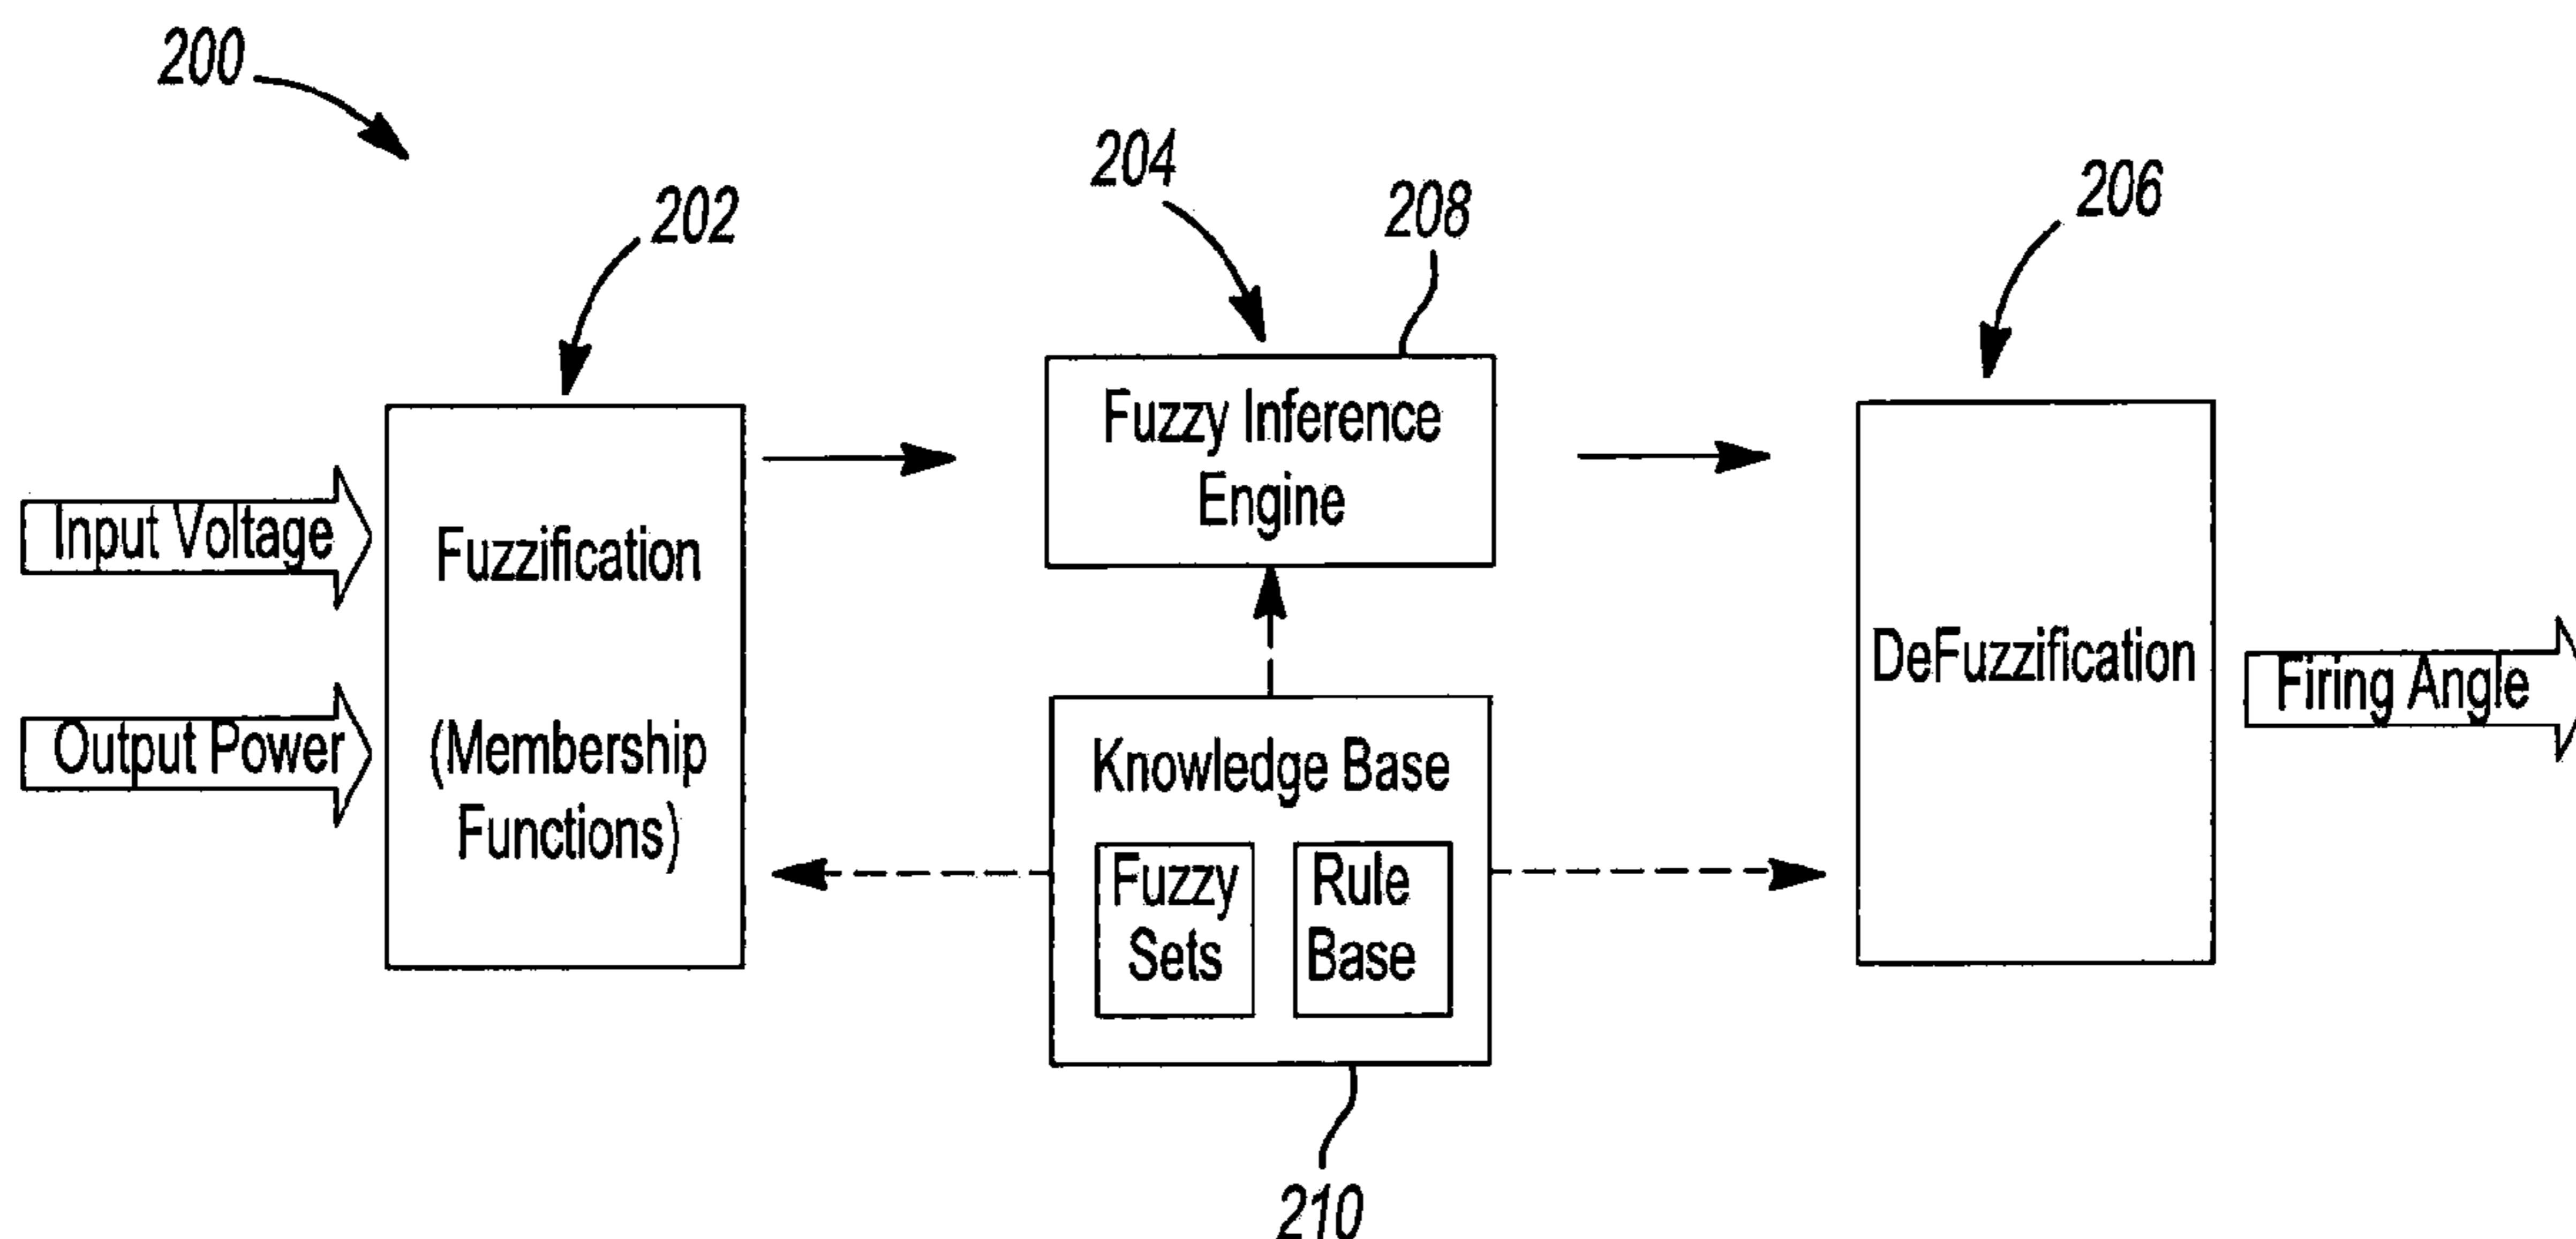 200
202
204
208
206
Input Voltage
Output Power
Fuzzification
(Membership
Functions)
Fuzzy Inference
Engine
Knowledge Base
Fuzzy
Sets
Rule
Base
210
DeFuzzification
Firing Angle